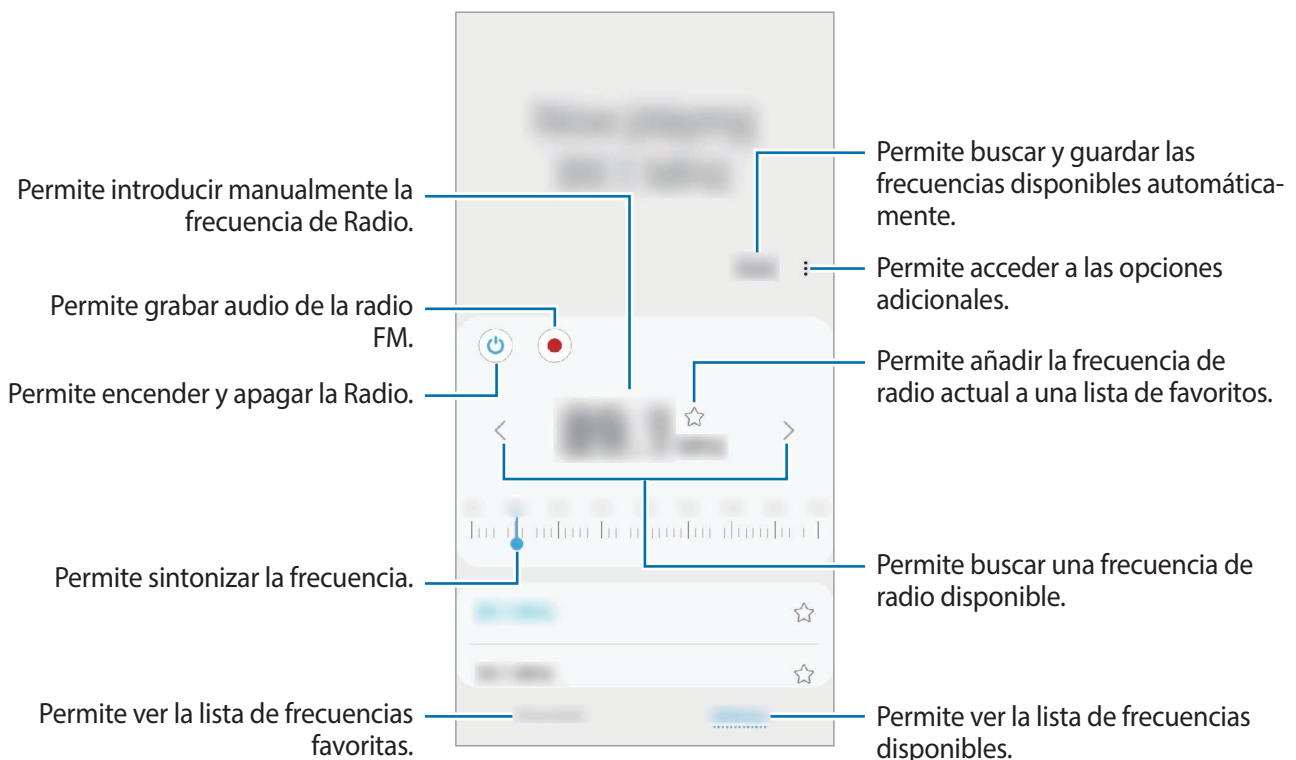 Permite introducir manualmente la
frecuencia de Radio.
Permite grabar audio de la radio
FM.
Permite encender y apagar la Radio.
Permite sintonizar la frecuencia.
Permite ver la lista de frecuencias
favoritas.
Permite buscar y guardar las
frecuencias disponibles automática-
mente.
Permite acceder a las opciones
adicionales.
Permite añadir la frecuencia de
radio actual a una lista de favoritos.
Permite buscar una frecuencia de
radio disponible.
Permite ver la lista de frecuencias
disponibles.